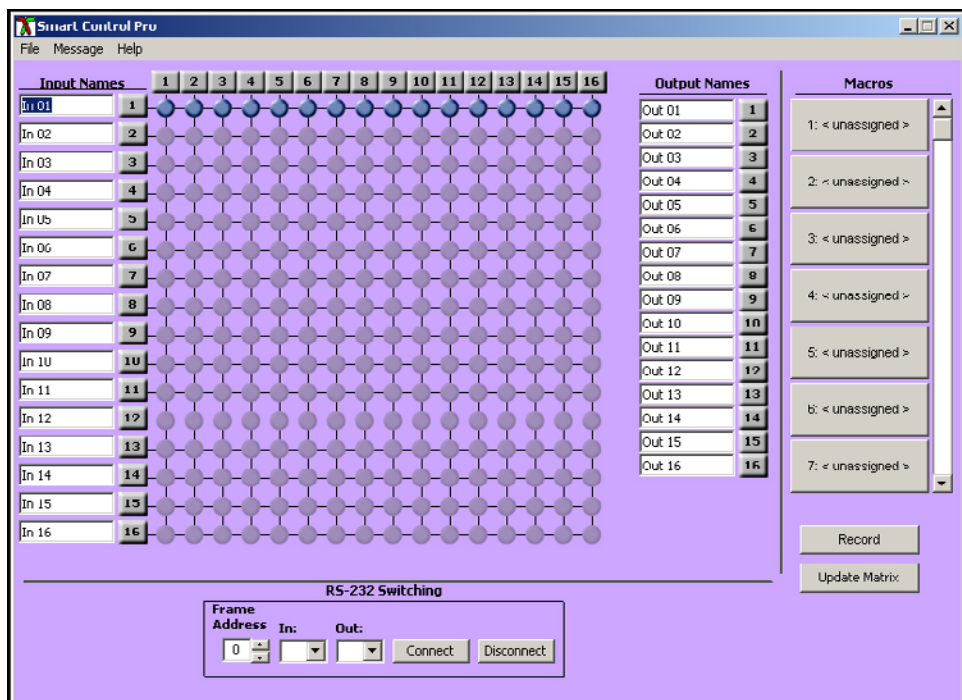 Smart Control Pro
File Message Help
Input Names
1 2 3 4 5 6 7 8 9 10 11 12 13 14 15 16
Output Names
Macros
In 01 1
In 02 2
In 03 3
In 04 4
In 05 5
In 06 6
In 07 7
In 08 8
In 09 9
In 10 10
In 11 11
In 12 12
In 13 13
In 14 14
In 15 15
In 16 16
Out 01 1
Out 02 2
Out 03 3
Out 04 4
Out 05 5
Out 06 6
Out 07 7
Out 08 8
Out 09 9
Out 10 10
Out 11 11
Out 12 12
Out 13 13
Out 14 14
Out 15 15
Out 16 16
1: < unassigned >
2: < unassigned >
3: < unassigned >
4: < unassigned >
5: < unassigned >
6: < unassigned >
7: < unassigned >
Record
Update Matrix
RS-232 Switching
Frame
Address In: Out:
0 Connect Disconnect